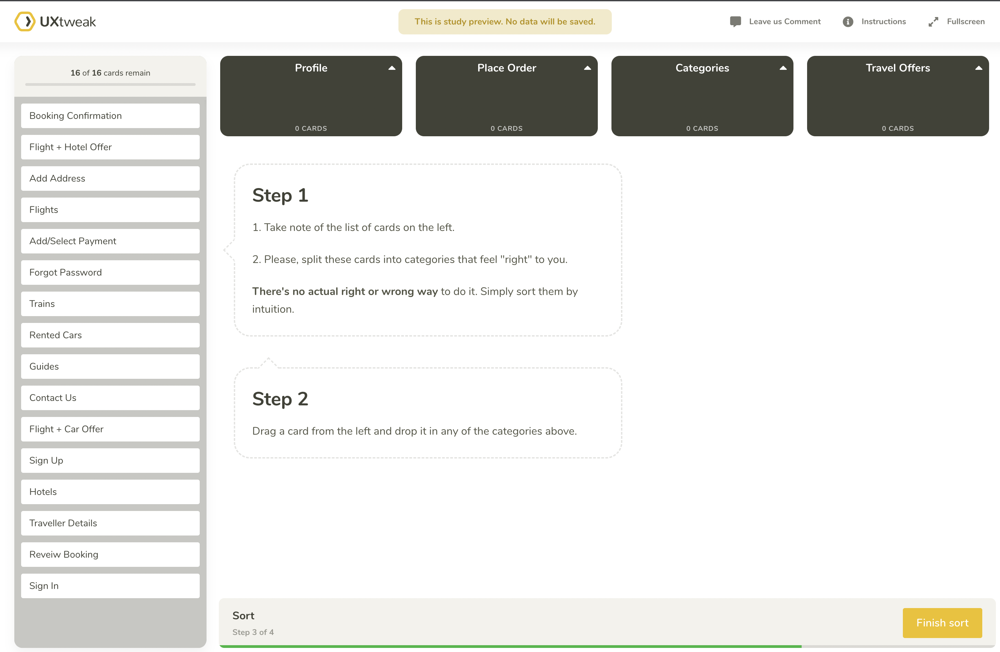 UXtweak
This is study preview. No data will be saved.
Leave us Comment
Instructions
Fullscreen
16 of 16 cards remain
Booking Confirmation
Flight + Hotel Offer
Add Address
Flights
Add/Select Payment
Forgot Password
Trains
Rented Cars
Guides
Contact Us
Flight + Car Offer
Sign Up
Hotels
Traveller Details
Reveiw Booking
Sign In
Profile
0 CARDS
Place Order
0 CARDS
Categories
0 CARDS
Travel Offers
0 CARDS
Step 1
1. Take note of the list of cards on the left.
2. Please, split these cards into categories that feel "right" to you.
There's no actual right or wrong way to do it. Simply sort them by
intuition.
Step 2
Drag a card from the left and drop it in any of the categories above.
Sort
Step 3 of 4
Finish sort